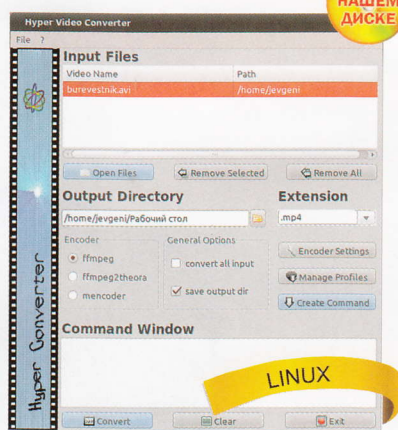 НАШЕМ
ДИСКЕ
Hyper Video Converter
File ?
Input Files
Video Name Path
burevestnik.avi /home/jevgeni
Open Files Remove Selected Remove All
Output Directory Extension
/home/jevgeni/Рабочий стол .mp4
Encoder General Options
ffmpeg convert all input Encoder Settings
ffmpeg2theora Manage Profiles
mencoder save output dir Create Command
Hyper Converter
Command Window
LINUX
Convert Clear Exit